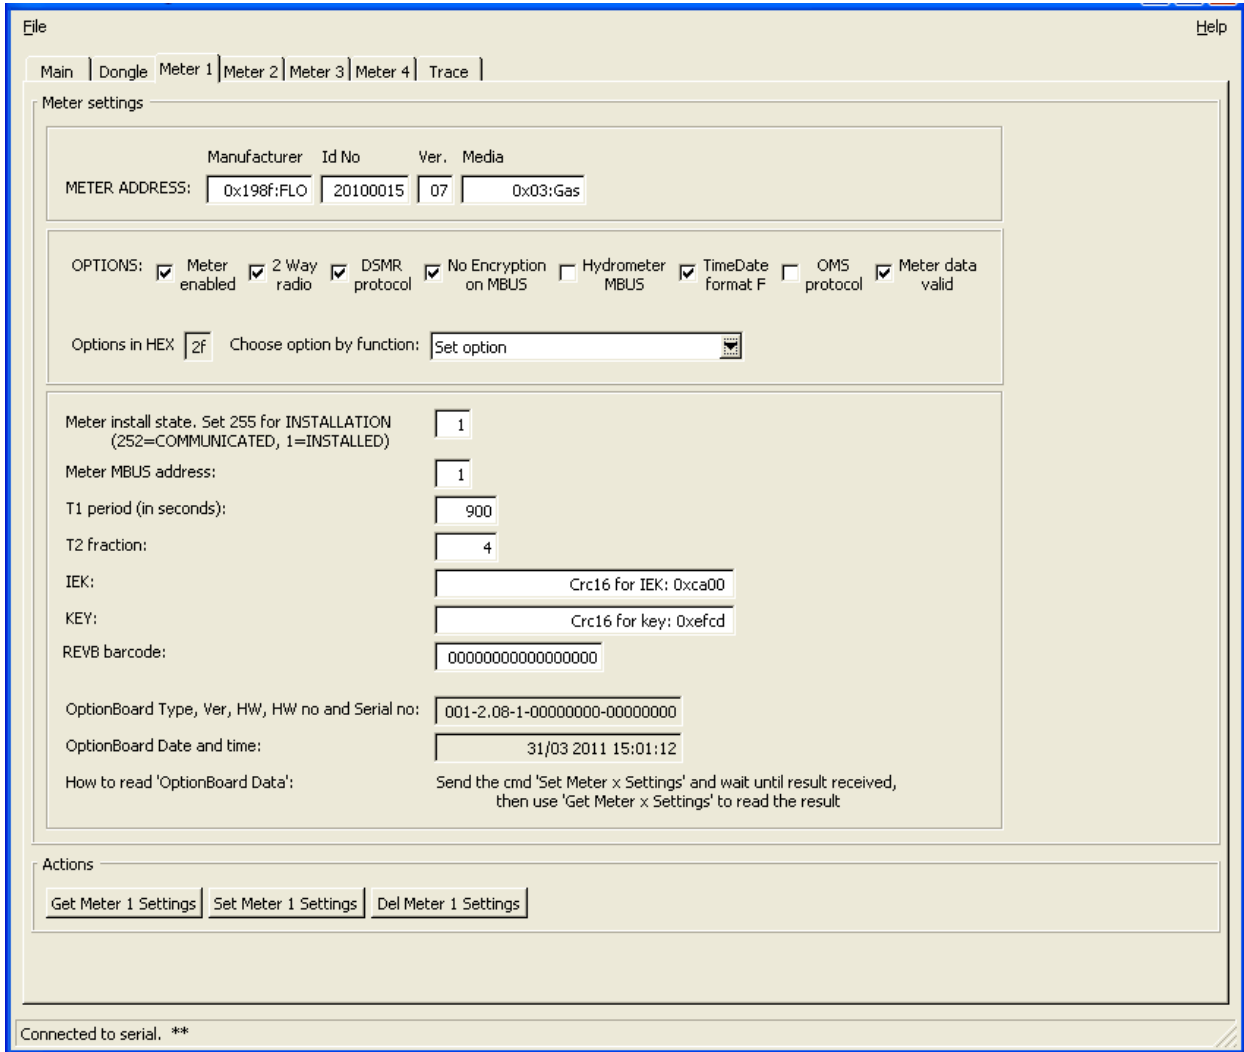 File Help
Main Dongle Meter 1 Meter 2 Meter 3 Meter 4 Trace
Meter settings
Manufacturer Id No Ver. Media
METER ADDRESS: 0x198f:FLO 20100015 07 0x03:Gas
OPTIONS: Meter enabled 2 Way radio DSMR protocol No Encryption on MBUS Hydrometer MBUS TimeDate format F OMS protocol Meter data valid
Options in HEX 2f Choose option by function: Set option
Meter install state. Set 255 for INSTALLATION
(252=COMMUNICATED, 1=INSTALLED) 1
Meter MBUS address: 1
T1 period (in seconds): 900
T2 fraction: 4
IEK: Crc16 for IEK: 0xca00
KEY: Crc16 for key: 0xefcd
REVB barcode: 00000000000000000
OptionBoard Type, Ver, HW, HW no and Serial no: 001-2.08-1-00000000-00000000
OptionBoard Date and time: 31/03 2011 15:01:12
How to read 'OptionBoard Data': Send the cmd 'Set Meter x Settings' and wait until result received,
then use 'Get Meter x Settings' to read the result
Actions
Get Meter 1 Settings Set Meter 1 Settings Del Meter 1 Settings
Connected to serial. **